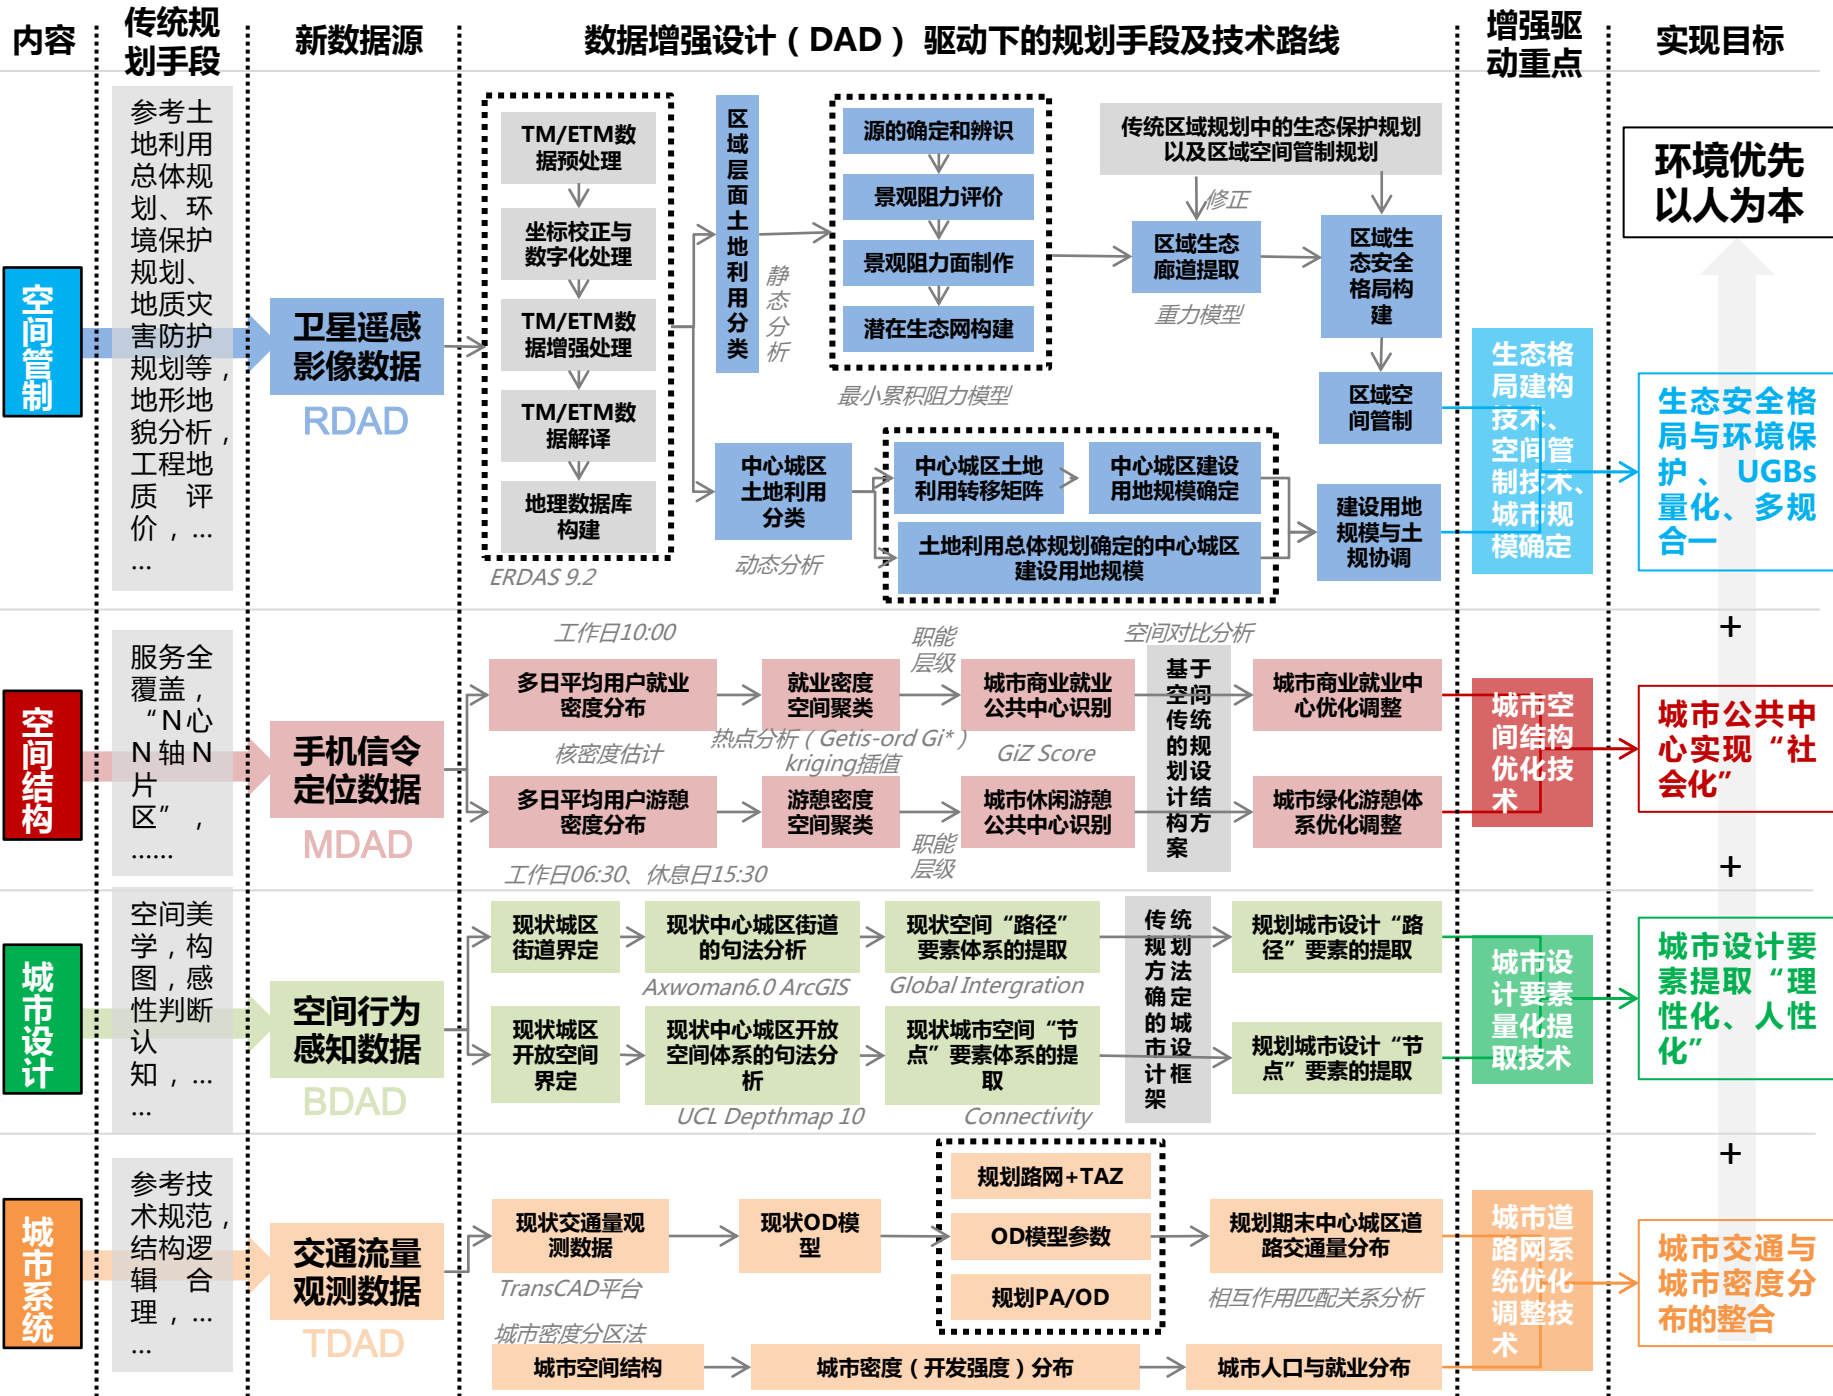 内容
传统规
划手段
新数据源
数据增强设计（DAD） 驱动下的规划手段及技术路线
增强驱
动重点
实现目标
空间管制
参考土
地利用
总体规
划、环
境保护
规划、
地质灾
害防护
规划等，
地形地
貌分析，
工程地
质 评
价，…
…
卫星遥感
影像数据
RDAD
TM/ETM数
据预处理
坐标校正与
数字化处理
TM/ETM数
据增强处理
TM/ETM数
据解译
地理数据库
构建
ERDAS 9.2
区域层面土地利用分类
静态分析
源的确定和辨识
景观阻力评价
景观阻力面制作
潜在生态网构建
最小累积阻力模型
传统区域规划中的生态保护规划
以及区域空间管制规划
修正
区域生态
廊道提取
重力模型
区域生
态安全
格局构
建
区域空
间管制
中心城区
土地利用
分类
动态分析
中心城区土地
利用转移矩阵
中心城区建设
用地规模确定
土地利用总体规划确定的中心城区
建设用地规模
建设用地
规模与土
规协调
生态格
局建构
技术、
空间管
制技术、
城市规
模确定
环境优先
以人为本
生态安全格
局与环境保
护、UGBs
量化、多规
合一
+
空间结构
服务全
覆盖，
“N心
N轴N
片
区”，
……
手机信令
定位数据
MDAD
工作日10:00
多日平均用户就业
密度分布
核密度估计
多日平均用户游憩
密度分布
工作日06:30、休息日15:30
就业密度
空间聚类
热点分析（Getis-ord Gi*）
kriging插值
游憩密度
空间聚类
职能
层级
职能
层级
城市商业就业
公共中心识别
GiZ Score
城市休闲游憩
公共中心识别
空间对比分析
基于
空间
传统
的规
划设
计结
构方
案
城市商业就业中
心优化调整
城市绿化游憩体
系优化调整
城市空
间结构
优化技
术
城市公共中
心实现“社
会化”
+
城市设计
空间美
学，构
图，感
性判断
认
知，…
…
空间行为
感知数据
BDAD
现状城区
街道界定
现状中心城区街道
的句法分析
Axwoman6.0 ArcGIS
现状空间“路径”
要素体系的提取
Global Intergration
现状城区
开放空间
界定
现状中心城区开放
空间体系的句法分
析
UCL Depthmap 10
现状城市空间“节
点”要素体系的提
取
Connectivity
传统
规划
方法
确定
的城
市设
计框
架
规划城市设计“路
径”要素的提取
规划城市设计“节
点”要素的提取
城市设
计要素
量化提
取技术
城市设计要
素提取“理
性化、人性
化”
+
城市系统
参考技
术规范，
结构逻
辑 合
理，…
…
交通流量
观测数据
TDAD
现状交通量观
测数据
TransCAD平台
现状OD模
型
规划路网+TAZ
OD模型参数
规划PA/OD
规划期末中心城区道
路交通量分布
相互作用匹配关系分析
城市密度分区法
城市空间结构
城市密度（开发强度）分布
城市人口与就业分布
城市道
路网系
统优化
调整技
术
城市交通与
城市密度分
布的整合